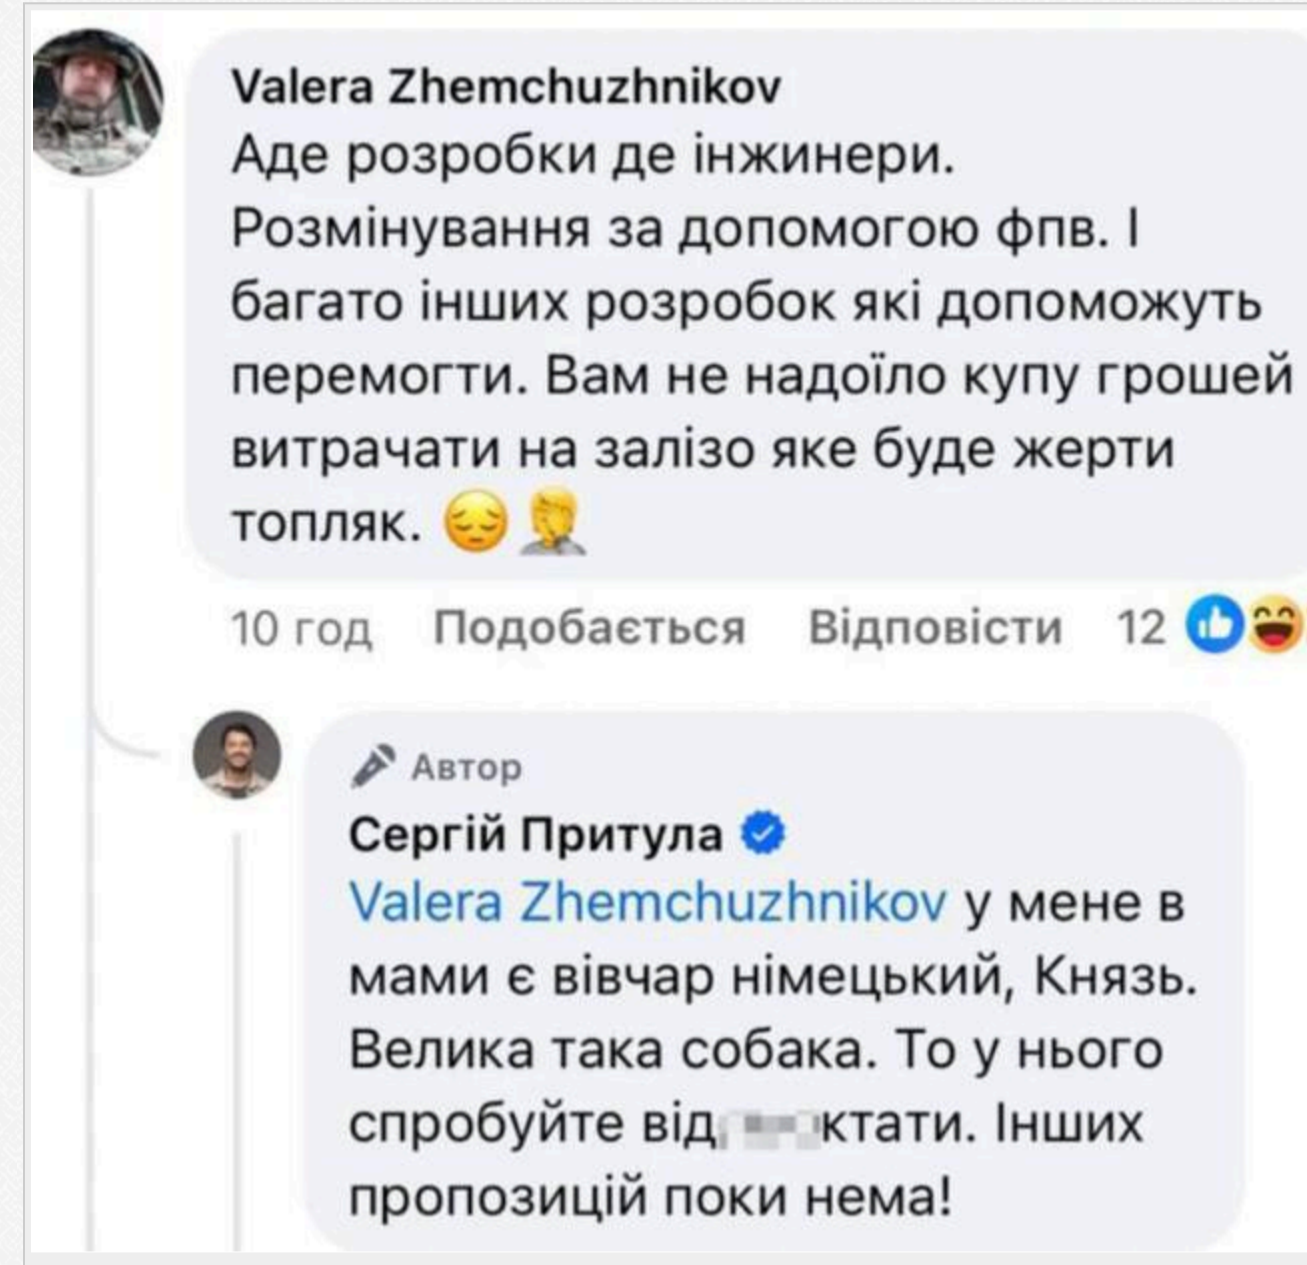 Valera Zhemchuzhnikov
Аде розробки де інжинери.
Розмінування за допомогою фпв. І
багато інших розробок які допоможуть
перемогти. Вам не надоїло купу грошей
витрачати на залізо яке буде жерти
топляк. 😔🤦
10 год Подобається Відповісти 12
Автор
Сергій Притула
Valera Zhemchuzhnikov у мене в
мами є вівчар німецький, Князь.
Велика така собака. То у нього
спробуйте від ктати. Інших
пропозицій поки нема!